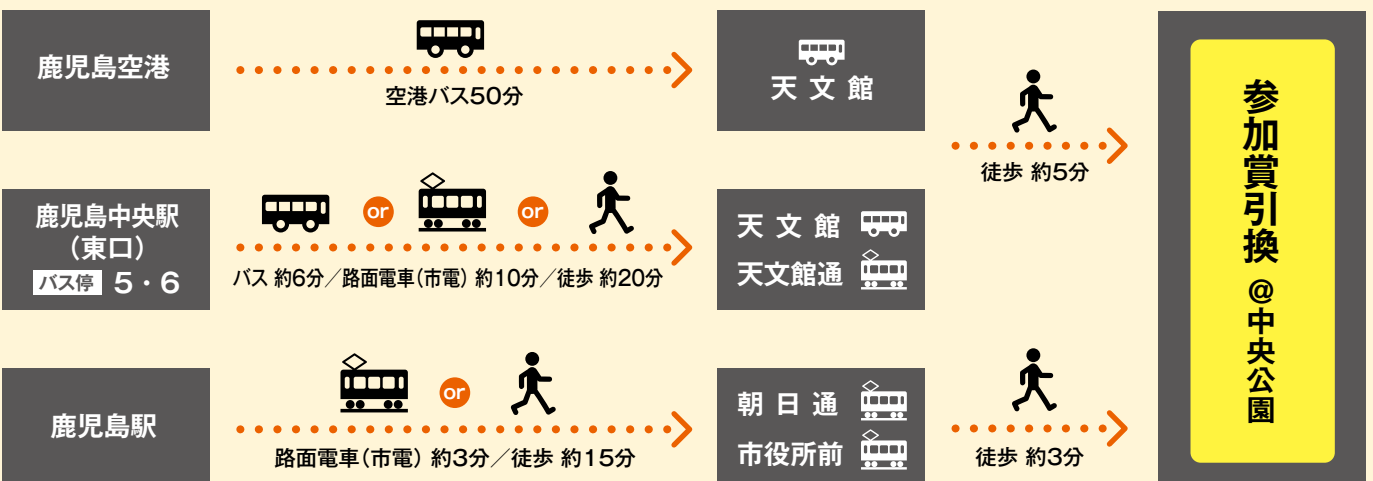 鹿児島空港
空港バス50分
天文館
徒歩 約5分
鹿児島中央駅
(東口)
バス停 5・6
or
or
バス 約6分/路面電車(市電) 約10分/徒歩 約20分
天文館
天文館通
鹿児島駅
or
路面電車(市電) 約3分/徒歩 約15分
朝日通
市役所前
徒歩 約3分
参加賞引換@中央公園